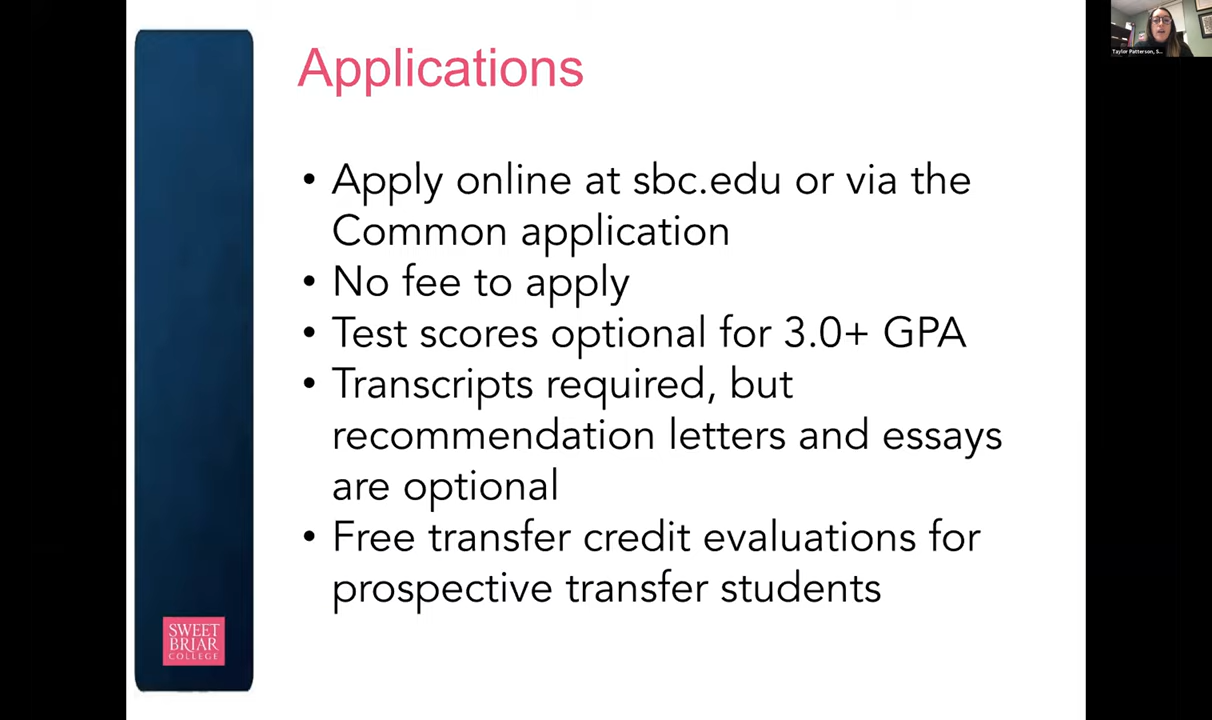 Applications
• Apply online at sbc.edu or via the
Common application
• No fee to apply
• Test scores optional for 3.0+ GPA
• Transcripts required, but
recommendation letters and essays
are optional
• Free transfer credit evaluations for
prospective transfer students
SWEET
BRIAR
COLLEGE
Taylor Patterson, S...